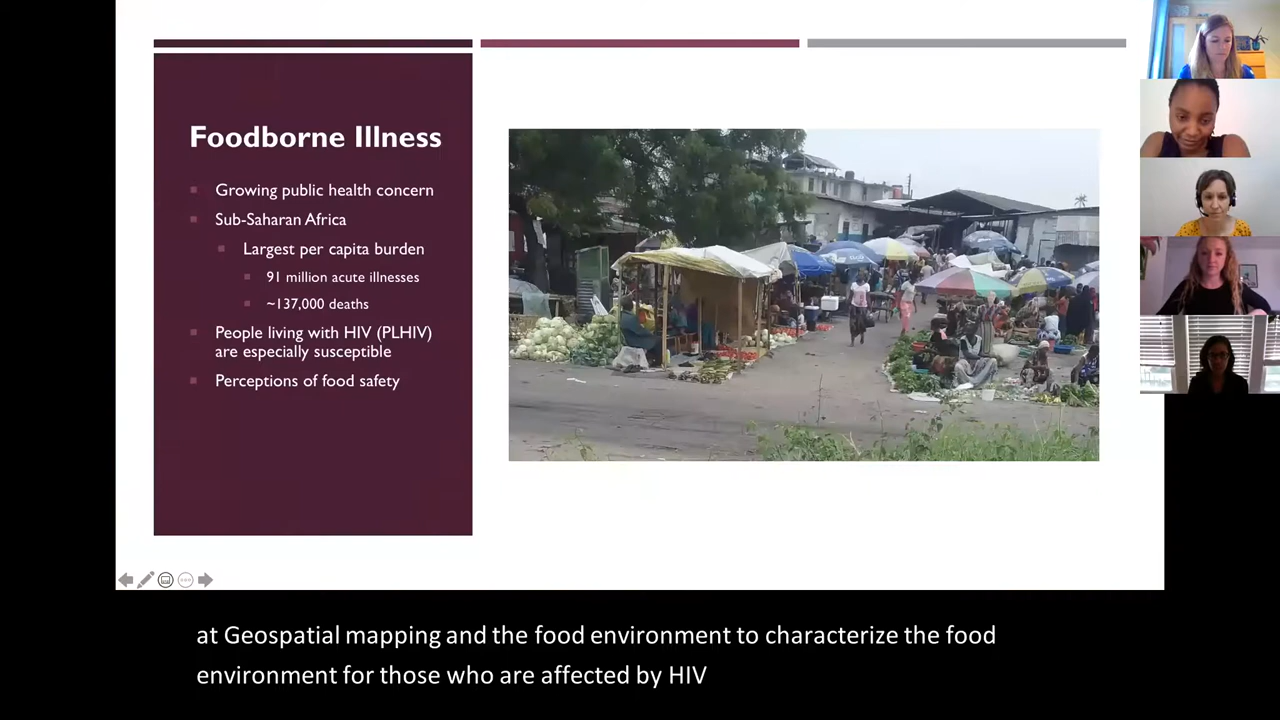 Foodborne Illness
Growing public health concern
Sub-Saharan Africa
Largest per capita burden
91 million acute illnesses
~137,000 deaths
People living with HIV (PLHIV)
are especially susceptible
Perceptions of food safety
at Geospatial mapping and the food environment to characterize the food
environment for those who are affected by HIV